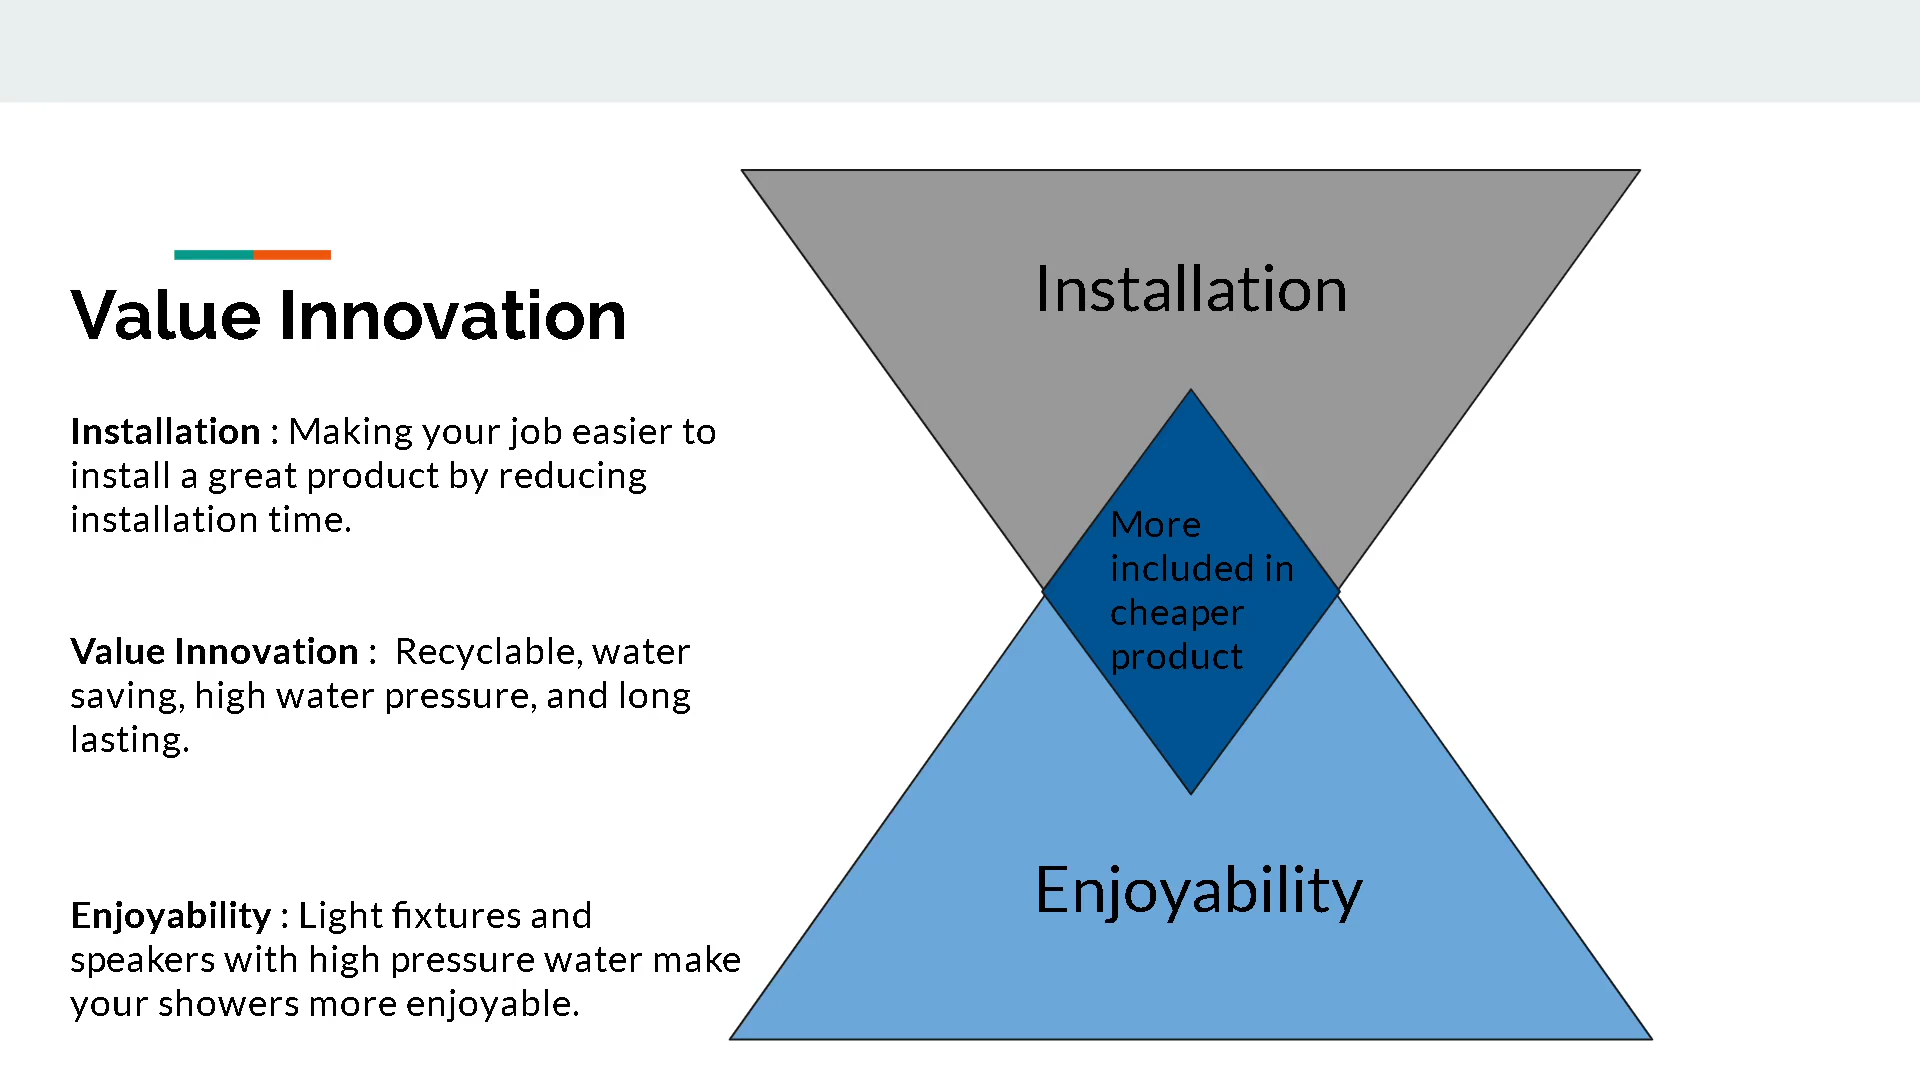 Value Innovation
Installation : Making your job easier to
install a great product by reducing
installation time.
Value Innovation :  Recyclable, water
saving, high water pressure, and long
lasting.
Enjoyability : Light fixtures and
speakers with high pressure water make
your showers more enjoyable.
Installation
More
included in
cheaper
product
Enjoyability